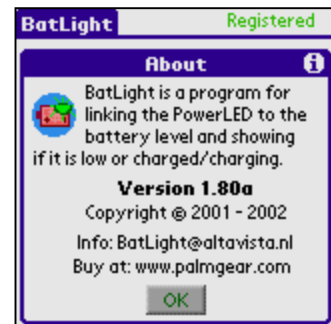 BatLight Registered
About
BatLight is a program for
linking the PowerLED to the
battery level and showing
if it is low or charged/charging.
Version 1.80a
Copyright © 2001 - 2002
Info: BatLight@altavista.nl
Buy at: www.palmgear.com
OK